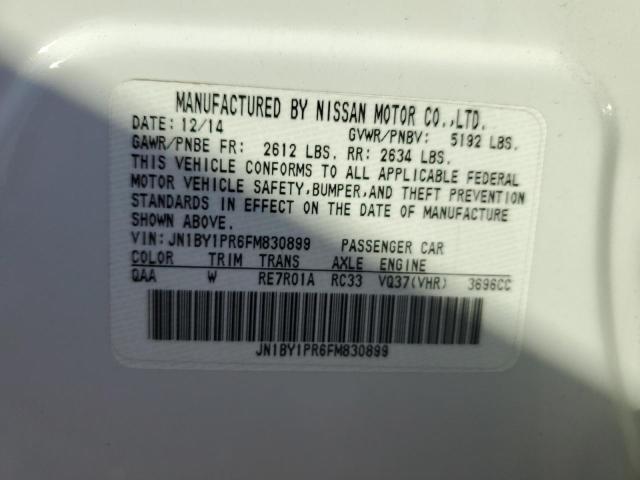 MANUFACTURED BY NISSAN MOTOR CO.,LTD.
DATE: 12/14 GVWR/PNBV: 5192 LBS.
GAWR/PNBE FR: 2612 LBS. RR: 2634 LBS.
THIS VEHICLE CONFORMS TO ALL APPLICABLE FEDERAL
MOTOR VEHICLE SAFETY,BUMPER,AND THEFT PREVENTION
STANDARDS IN EFFECT ON THE DATE OF MANUFACTURE
SHOWN ABOVE.
VIN: JN1BY1PR6FM830899 PASSENGER CAR
COLOR TRIM TRANS AXLE ENGINE
QAA W RE7R01A RC33 VQ37(VHR) 3696CC
JN1BY1PR6FM830899